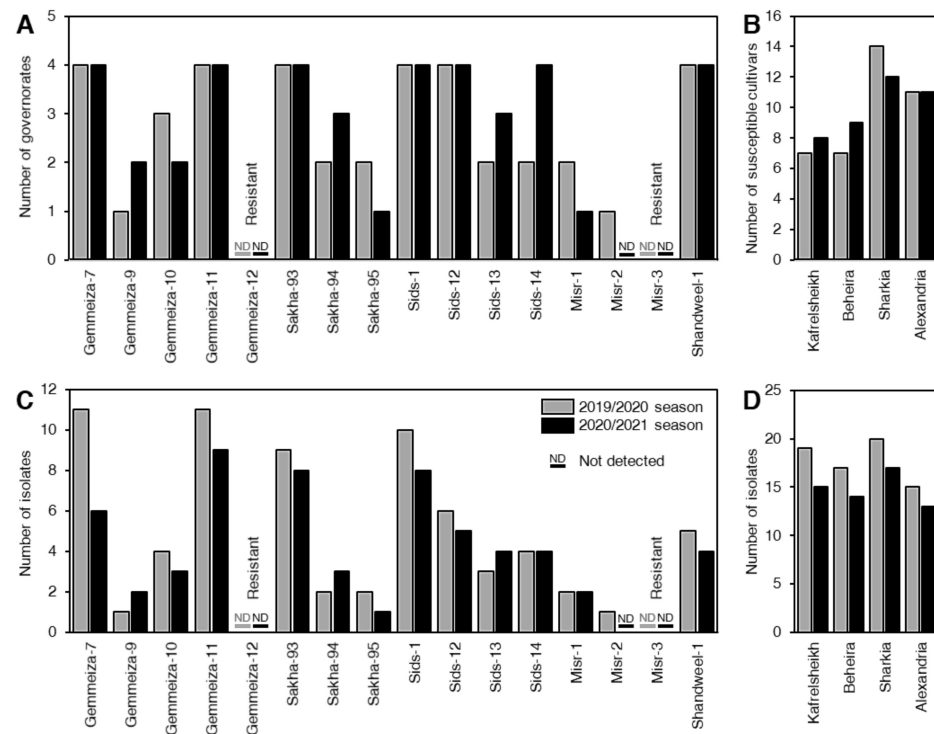 A
Number of governorates
5
4
3
2
1
0
ND ND
Resistant
ND
ND ND
Resistant
Gemmeiza-7
Gemmeiza-9
Gemmeiza-10
Gemmeiza-11
Gemmeiza-12
Sakha-93
Sakha-94
Sakha-95
Sids-1
Sids-12
Sids-13
Sids-14
Misr-1
Misr-2
Misr-3
Shandweel-1
B
Number of susceptible cultivars
16
14
12
10
8
6
4
2
0
Kafrelsheikh
Beheira
Sharkia
Alexandria
C
Number of isolates
12
10
8
6
4
2
0
2019/2020 season
2020/2021 season
ND Not detected
ND ND
Resistant
ND
ND ND
Resistant
Gemmeiza-7
Gemmeiza-9
Gemmeiza-10
Gemmeiza-11
Gemmeiza-12
Sakha-93
Sakha-94
Sakha-95
Sids-1
Sids-12
Sids-13
Sids-14
Misr-1
Misr-2
Misr-3
Shandweel-1
D
Number of isolates
25
20
15
10
5
0
Kafrelsheikh
Beheira
Sharkia
Alexandria